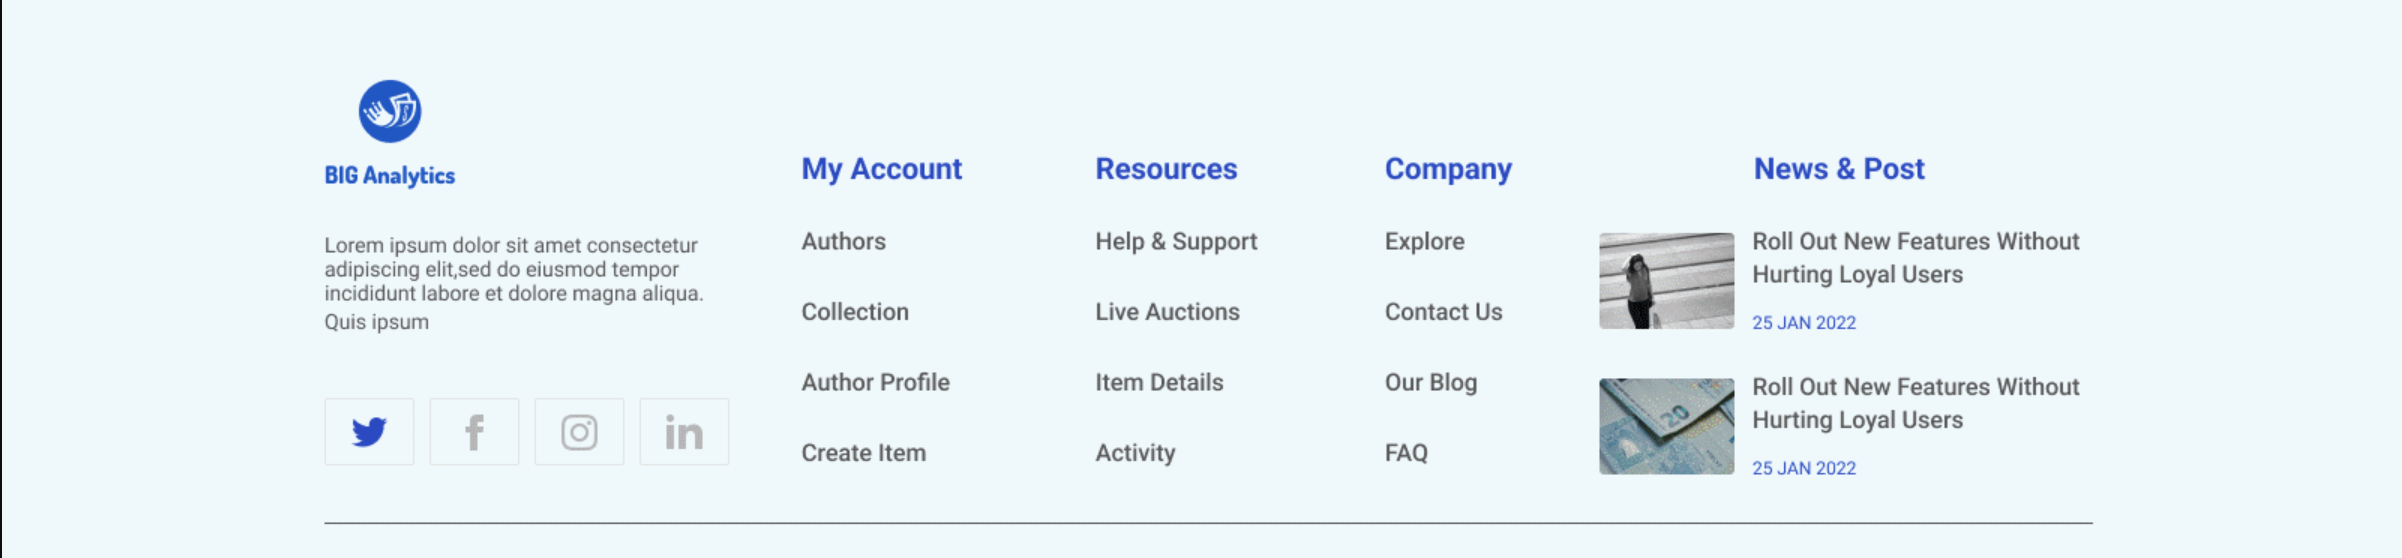 BIG Analytics
Lorem ipsum dolor sit amet consectetur
adipiscing elit,sed do eiusmod tempor
incididunt labore et dolore magna aliqua.
Quis ipsum
My Account
Authors
Collection
Author Profile
Create Item
Resources
Help & Support
Live Auctions
Item Details
Activity
Company
Explore
Contact Us
Our Blog
FAQ
News & Post
Roll Out New Features Without
Hurting Loyal Users
25 JAN 2022
20
Roll Out New Features Without
Hurting Loyal Users
25 JAN 2022